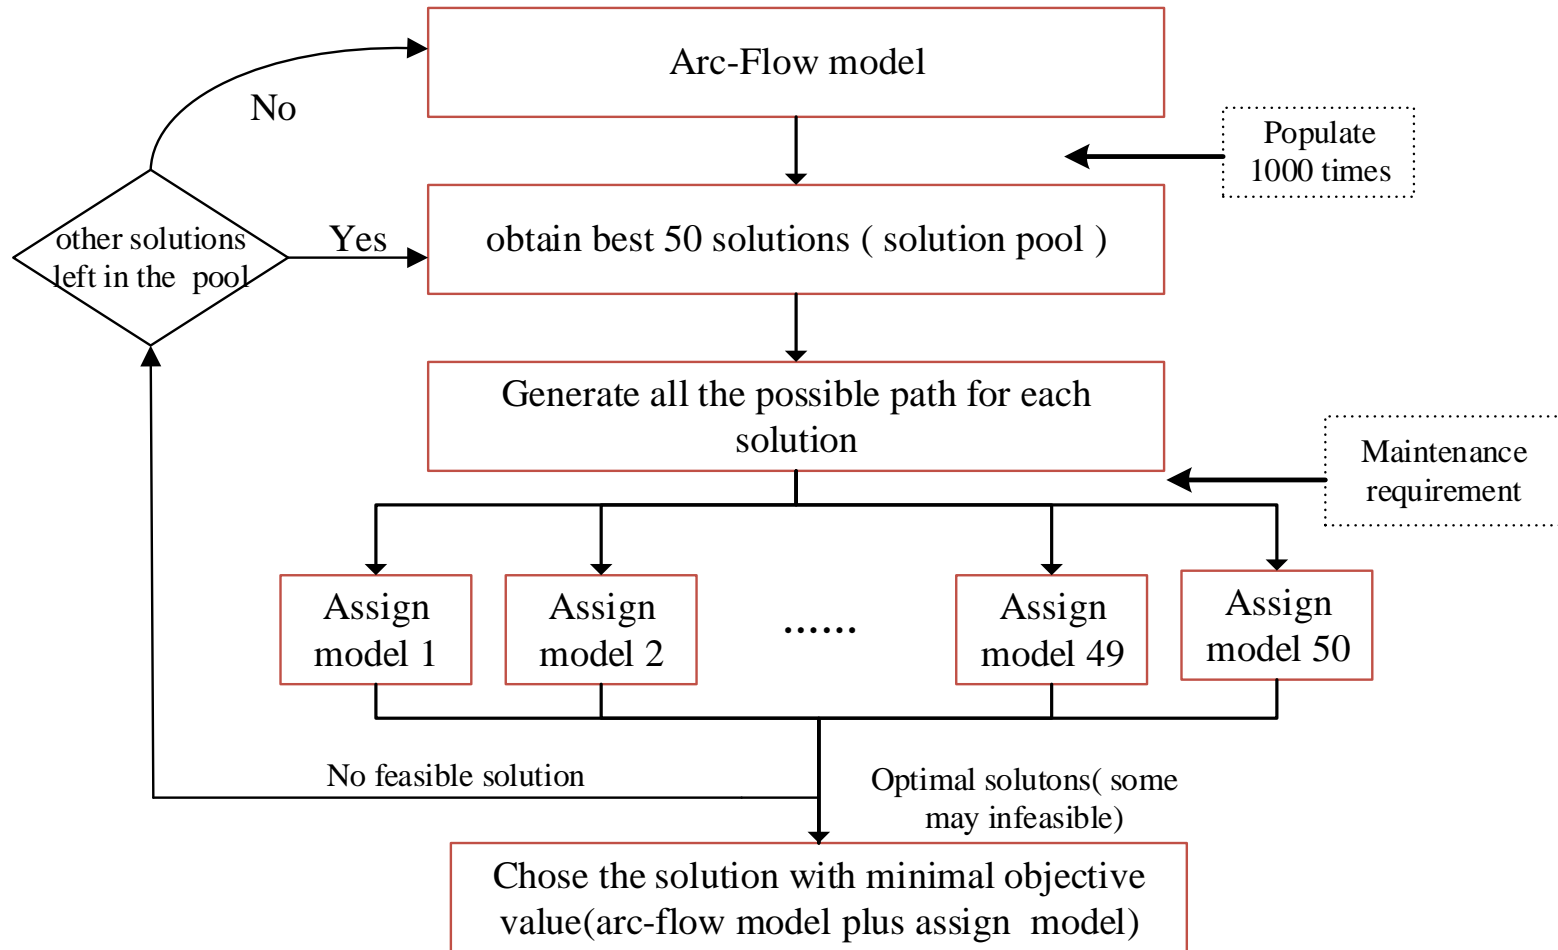 Arc-Flow model
No
Populate
1000 times
other solutions
left in the pool
Yes
obtain best 50 solutions ( solution pool )
Generate all the possible path for each
solution
Maintenance
requirement
Assign
model 1
Assign
model 2
......
Assign
model 49
Assign
model 50
No feasible solution
Optimal solutons( some
may infeasible)
Chose the solution with minimal objective
value(arc-flow model plus assign model)